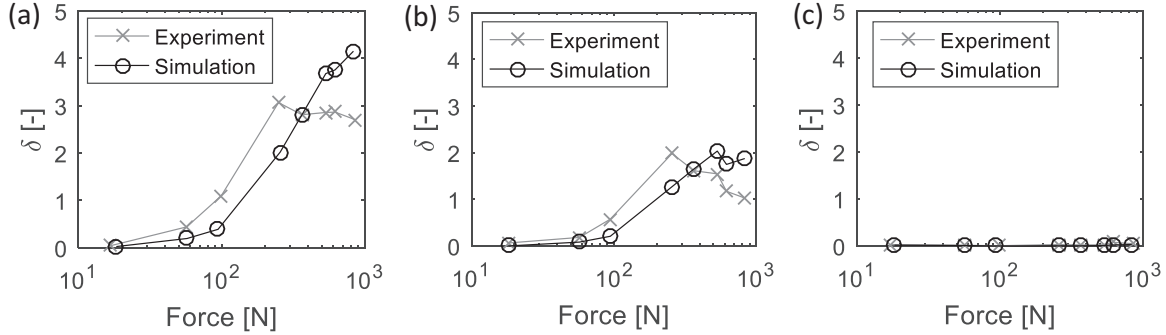 (a)
5
4
3
2
1
0
δ [-]
Experiment
Simulation
10^1
10^2
10^3
Force [N]
(b)
5
4
3
2
1
0
δ [-]
Experiment
Simulation
10^1
10^2
10^3
Force [N]
(c)
5
4
3
2
1
0
δ [-]
Experiment
Simulation
10^1
10^2
10^3
Force [N]